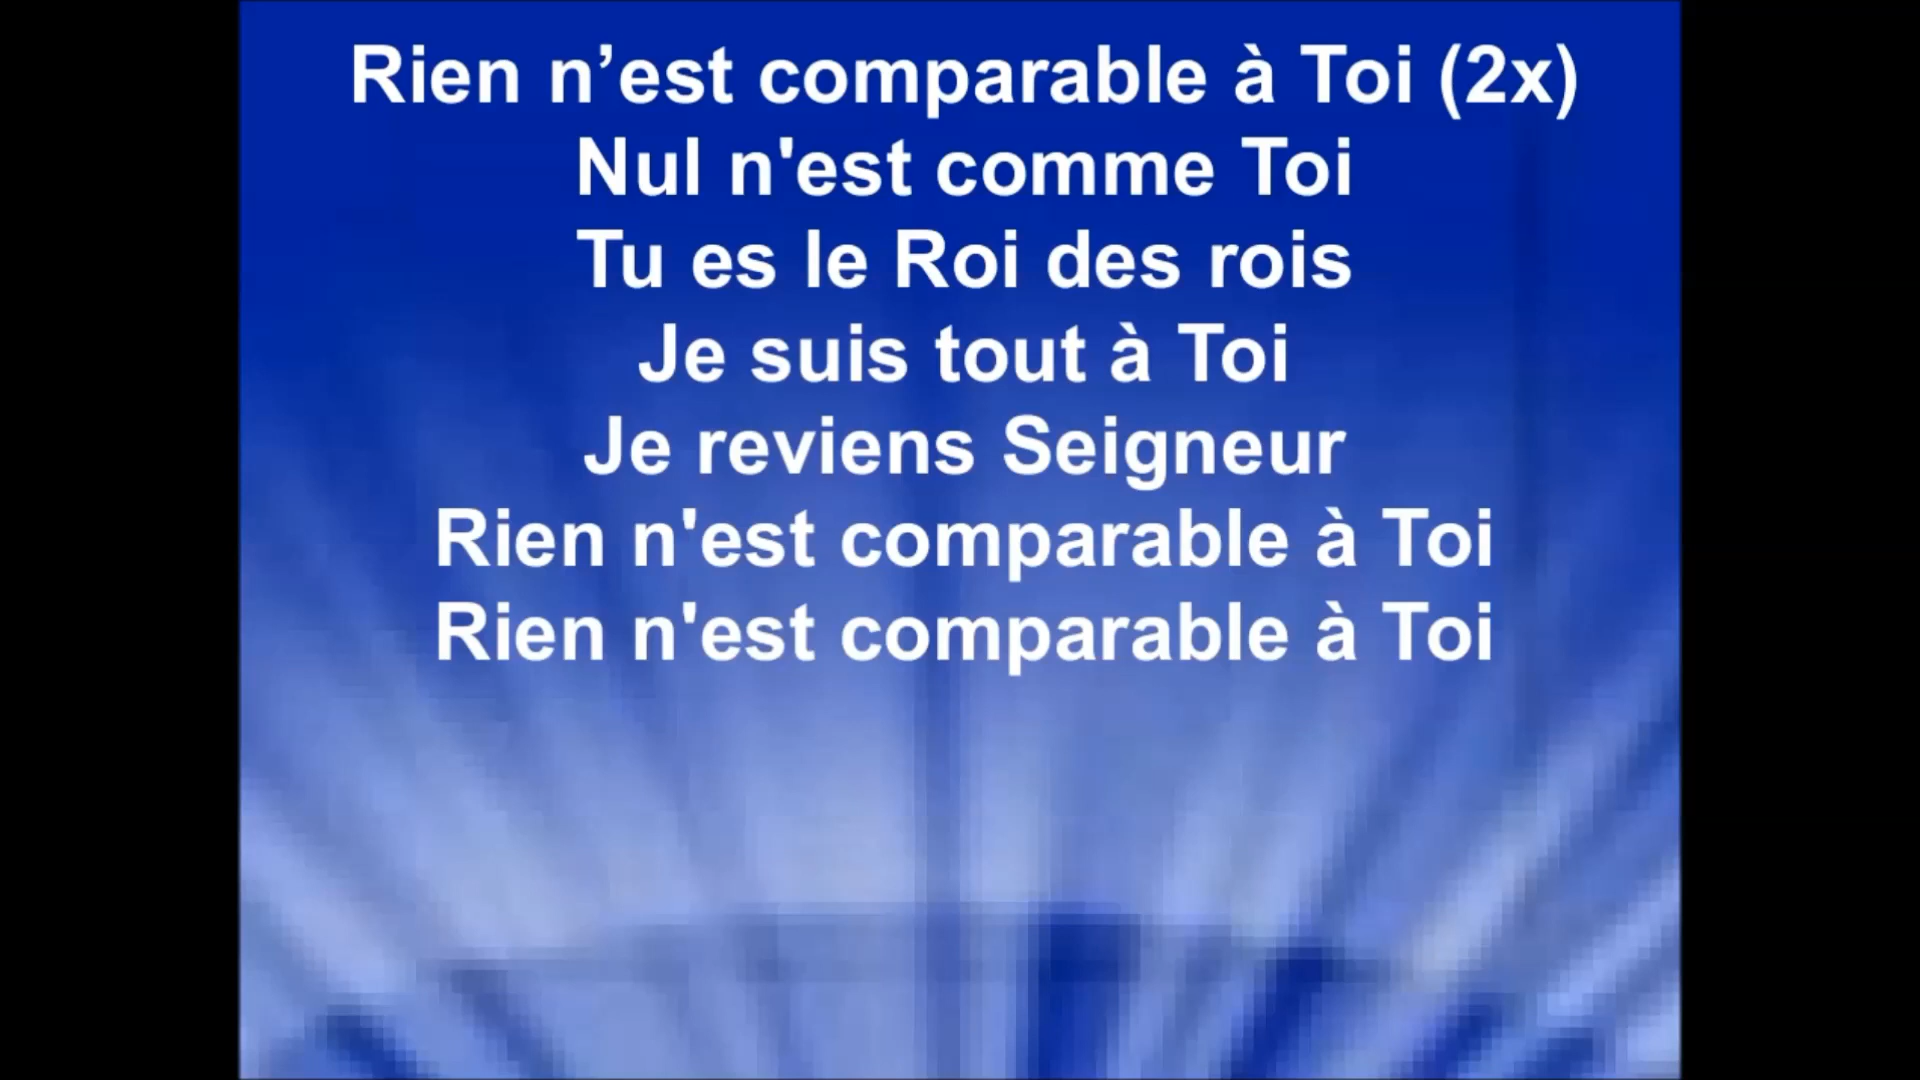 Rien n’est comparable à Toi (2x)
Nul n'est comme Toi
Tu es le Roi des rois
Je suis tout à Toi
Je reviens Seigneur
Rien n'est comparable à Toi
Rien n'est comparable à Toi